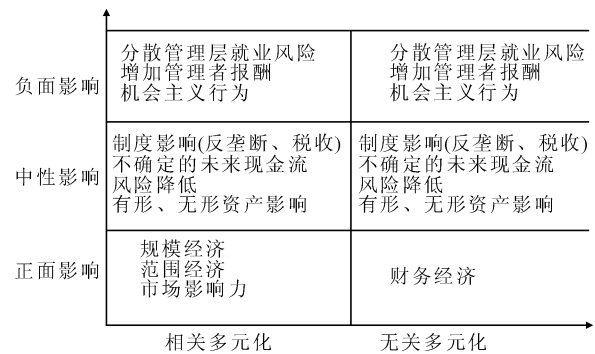 负面影响
分散管理层就业风险
增加管理者报酬
机会主义行为
分散管理层就业风险
增加管理者报酬
机会主义行为
中性影响
制度影响(反垄断、税收)
不确定的未来现金流
风险降低
有形、无形资产影响
制度影响(反垄断、税收)
不确定的未来现金流
风险降低
有形、无形资产影响
正面影响
规模经济
范围经济
市场影响力
财务经济
相关多元化
无关多元化